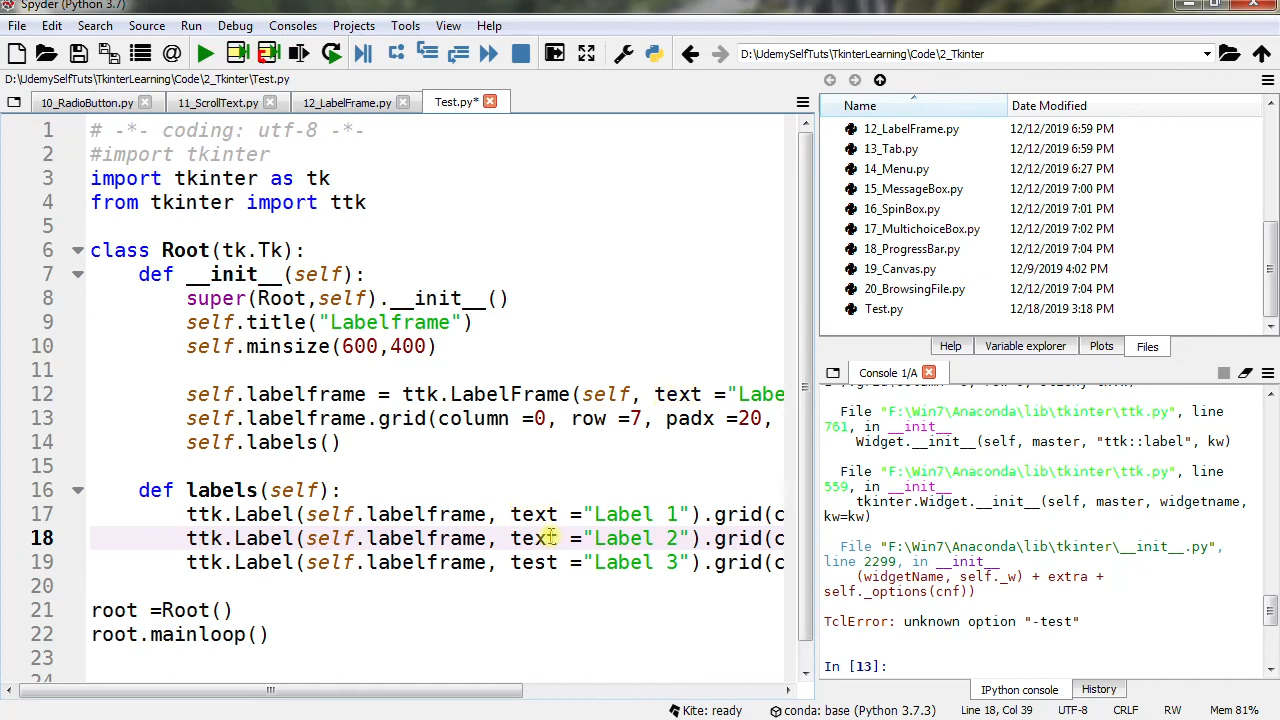 Spyder (Python 3.7)
File Edit Search Source Run Debug Consoles Projects Tools View Help
D:\UdemySelfTuts\TkinterLearning\Code\2_Tkinter
D:\UdemySelfTuts\TkinterLearning\Code\2_Tkinter\Test.py
10_RadioButton.py 11_ScrollText.py 12_LabelFrame.py Test.py*
1 # -*- coding: utf-8 -*-
2 #import tkinter
3 import tkinter as tk
4 from tkinter import ttk
5
6 class Root(tk.Tk):
7 def __init__(self):
8 super(Root,self).__init__()
9 self.title("Labelframe")
10 self.minsize(600,400)
11
12 self.labelframe = ttk.LabelFrame(self, text ="Labe
13 self.labelframe.grid(column =0, row =7, padx =20,
14 self.labels()
15
16 def labels(self):
17 ttk.Label(self.labelframe, text ="Label 1").grid(c
18 ttk.Label(self.labelframe, text ="Label 2").grid(c
19 ttk.Label(self.labelframe, test ="Label 3").grid(c
20
21 root =Root()
22 root.mainloop()
23
24
Name Date Modified
12_LabelFrame.py 12/12/2019 6:59 PM
13_Tab.py 12/12/2019 6:59 PM
14_Menu.py 12/12/2019 6:27 PM
15_MessageBox.py 12/12/2019 7:00 PM
16_SpinBox.py 12/12/2019 7:01 PM
17_MultichoiceBox.py 12/12/2019 7:02 PM
18_ProgressBar.py 12/12/2019 7:04 PM
19_Canvas.py 12/9/2019 4:02 PM
20_BrowsingFile.py 12/12/2019 7:04 PM
Test.py 12/18/2019 3:18 PM
Help Variable explorer Plots Files
Console 1/A
File "F:\Win7\Anaconda\lib\tkinter\ttk.py", line
761, in __init__
Widget.__init__(self, master, "ttk::label", kw)
File "F:\Win7\Anaconda\lib\tkinter\ttk.py", line
559, in __init__
tkinter.Widget.__init__(self, master, widgetname,
kw=kw)
File "F:\Win7\Anaconda\lib\tkinter\__init__.py",
line 2299, in __init__
(widgetName, self._w) + extra +
self._options(cnf))
TclError: unknown option "-test"
In [13]:
IPython console History
Kite: ready conda: base (Python 3.7.3) Line 18, Col 39 UTF-8 CRLF RW Mem 81%